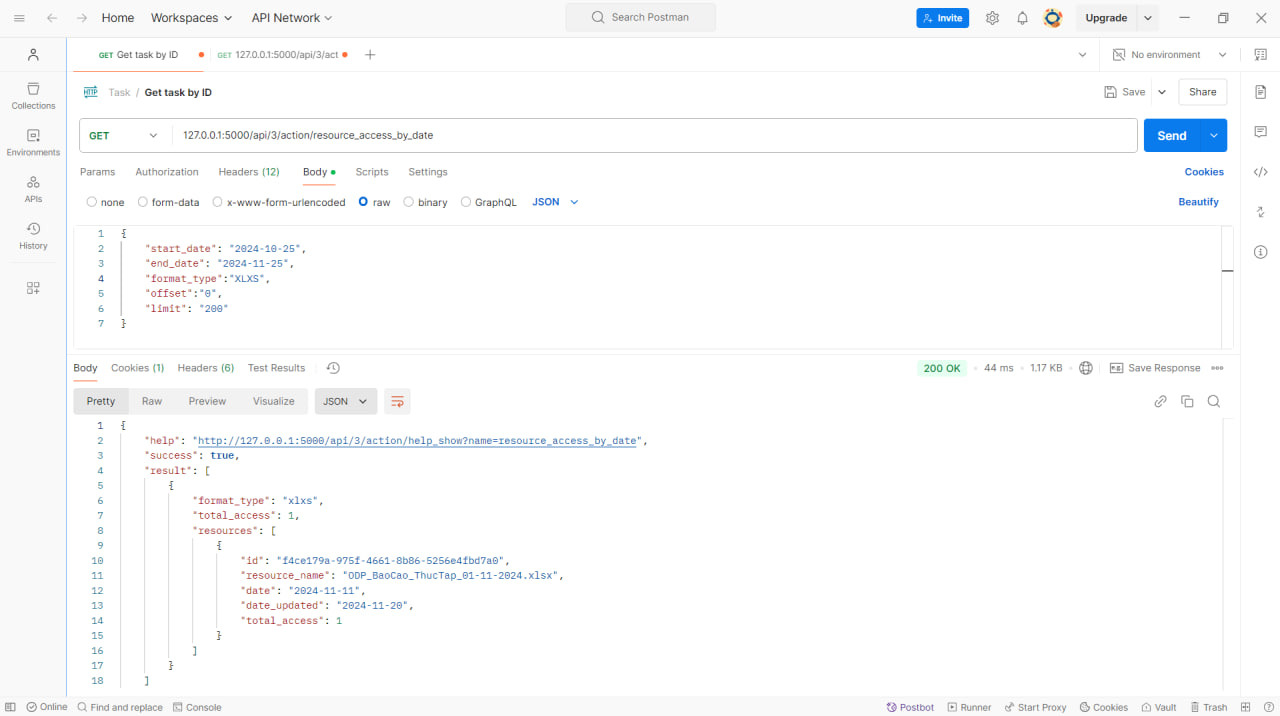 Home Workspaces API Network Search Postman Invite Upgrade
GET Get task by ID GET 127.0.0.1:5000/api/3/act No environment
HTTP Task / Get task by ID Save Share
GET 127.0.0.1:5000/api/3/action/resource_access_by_date Send
Params Authorization Headers (12) Body Scripts Settings Cookies
none form-data x-www-form-urlencoded raw binary GraphQL JSON Beautify
Collections
Environments
APIs
History
1 {
2 "start_date": "2024-10-25",
3 "end_date": "2024-11-25",
4 "format_type":"XLXS",
5 "offset":"0",
6 "limit": "200"
7 }
Body Cookies (1) Headers (6) Test Results 200 OK 44 ms 1.17 KB Save Response
Pretty Raw Preview Visualize JSON
1 {
2 "help": "http://127.0.0.1:5000/api/3/action/help_show?name=resource_access_by_date",
3 "success": true,
4 "result": [
5 {
6 "format_type": "xlxs",
7 "total_access": 1,
8 "resources": [
9 {
10 "id": "f4ce179a-975f-4661-8b86-5256e4fbd7a0",
11 "resource_name": "ODP_BaoCao_ThucTap_01-11-2024.xlsx",
12 "date": "2024-11-11",
13 "date_updated": "2024-11-20",
14 "total_access": 1
15 }
16 ]
17 }
18 ]
Online Find and replace Console Postbot Runner Start Proxy Cookies Vault Trash